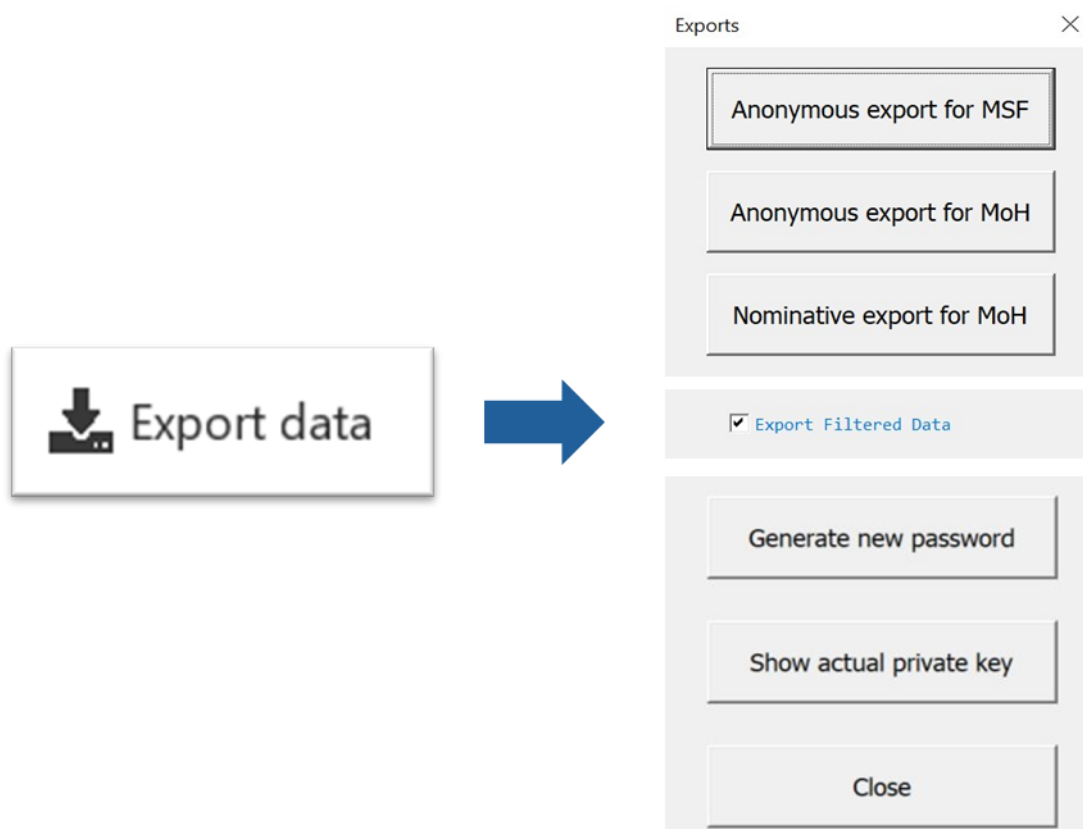 Exports
Anonymous export for MSF
Anonymous export for MoH
Nominative export for MoH
Export data
Export Filtered Data
Generate new password
Show actual private key
Close